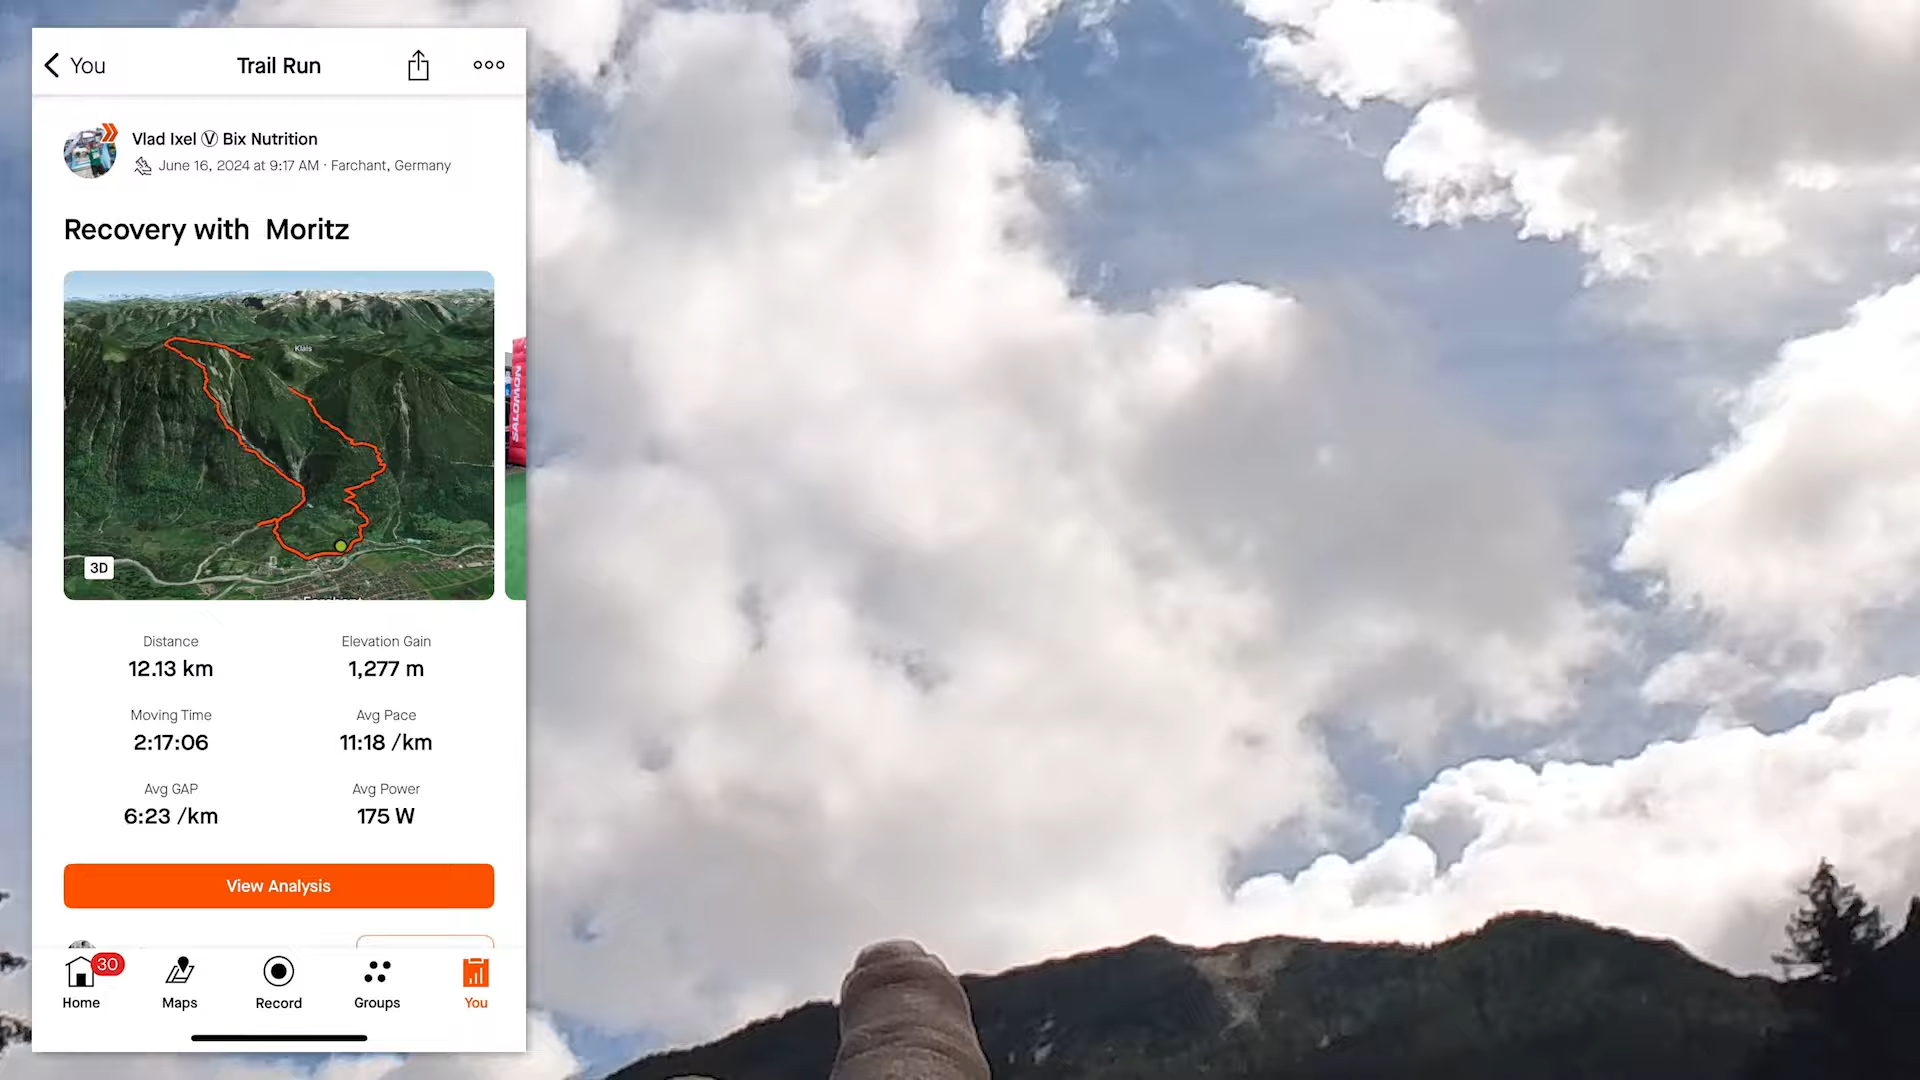 You
Trail Run
Vlad Ixel Ⓥ Bix Nutrition
June 16, 2024 at 9:17 AM · Farchant, Germany
Recovery with Moritz
Klais
SALOMON
3D
Distance
12.13 km
Elevation Gain
1,277 m
Moving Time
2:17:06
Avg Pace
11:18 /km
Avg GAP
6:23 /km
Avg Power
175 W
View Analysis
30
Home
Maps
Record
Groups
You